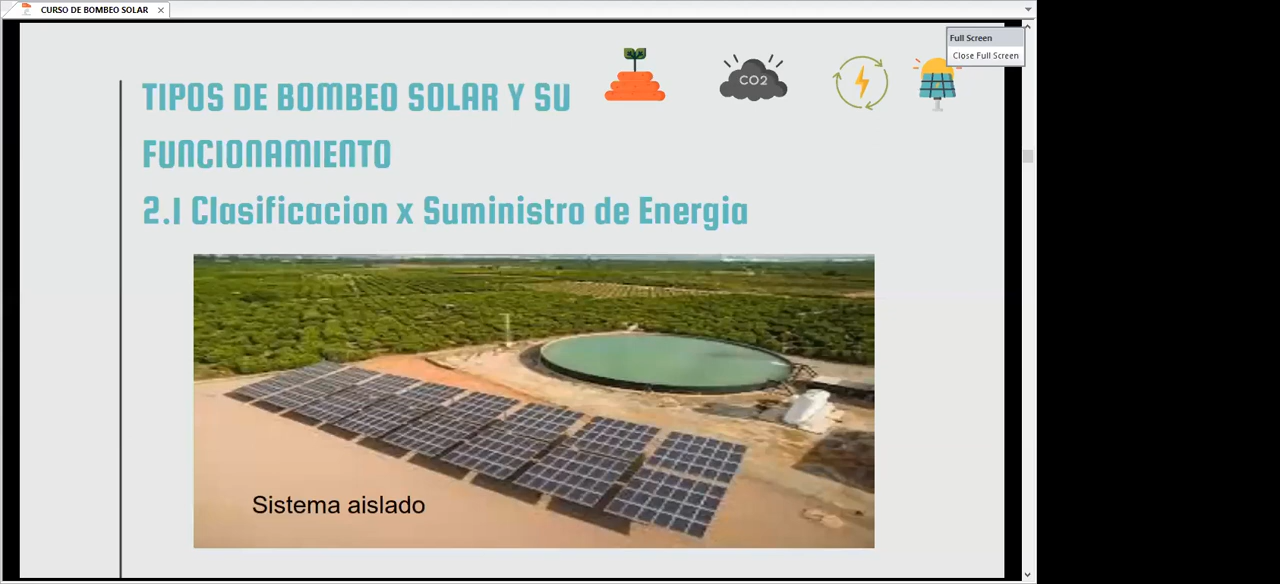 CURSO DE BOMBEO SOLAR
Full Screen
Close Full Screen
CO2
TIPOS DE BOMBEO SOLAR Y SU
FUNCIONAMIENTO
2.1 Clasificacion x Suministro de Energia
Sistema aislado